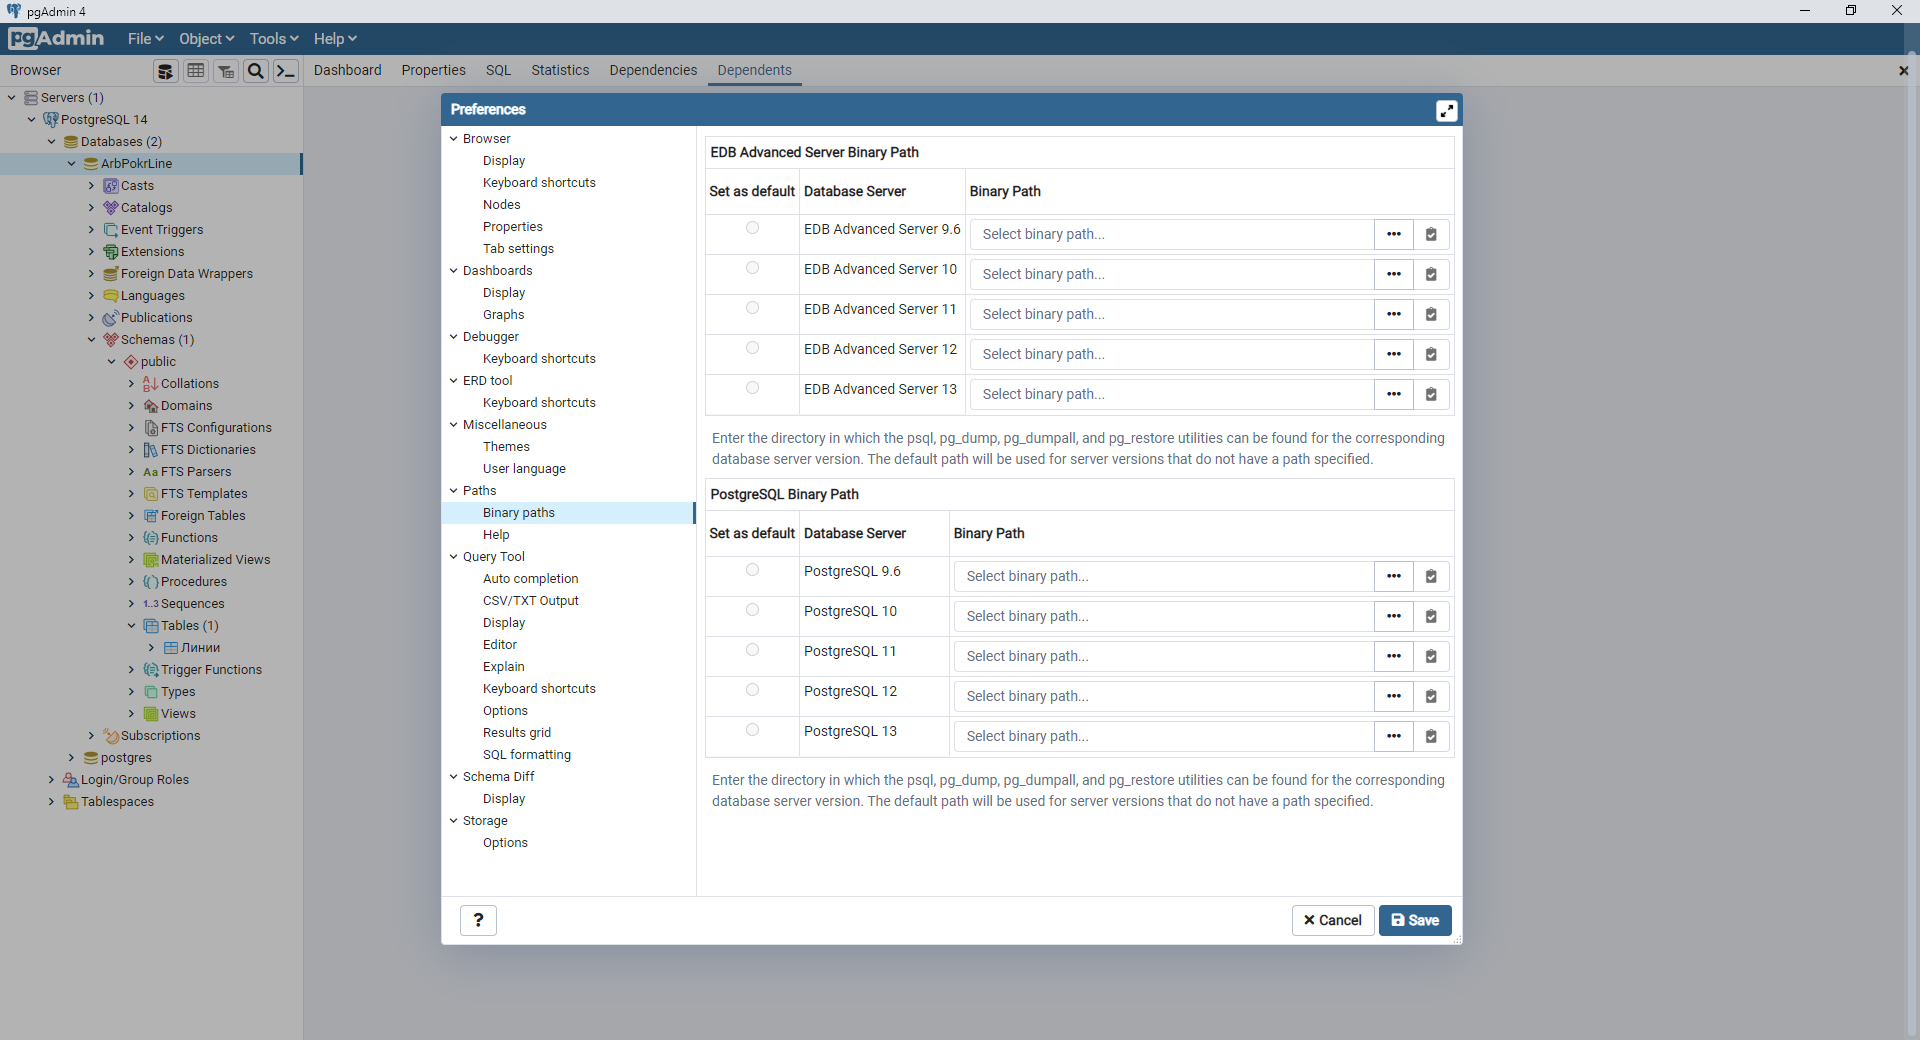 pgAdmin 4
pgAdmin File Object Tools Help
Browser
Dashboard Properties SQL Statistics Dependencies Dependents
Servers (1)
PostgreSQL 14
Databases (2)
ArbPokrLine
Casts
Catalogs
Event Triggers
Extensions
Foreign Data Wrappers
Languages
Publications
Schemas (1)
public
Collations
Domains
FTS Configurations
FTS Dictionaries
FTS Parsers
FTS Templates
Foreign Tables
Functions
Materialized Views
Procedures
Sequences
Tables (1)
Линии
Trigger Functions
Types
Views
Subscriptions
postgres
Login/Group Roles
Tablespaces
Preferences
Browser
Display
Keyboard shortcuts
Nodes
Properties
Tab settings
Dashboards
Display
Graphs
Debugger
Keyboard shortcuts
ERD tool
Keyboard shortcuts
Miscellaneous
Themes
User language
Paths
Binary paths
Help
Query Tool
Auto completion
CSV/TXT Output
Display
Editor
Explain
Keyboard shortcuts
Options
Results grid
SQL formatting
Schema Diff
Display
Storage
Options
EDB Advanced Server Binary Path
Set as default Database Server Binary Path
EDB Advanced Server 9.6 Select binary path...
EDB Advanced Server 10 Select binary path...
EDB Advanced Server 11 Select binary path...
EDB Advanced Server 12 Select binary path...
EDB Advanced Server 13 Select binary path...
Enter the directory in which the psql, pg_dump, pg_dumpall, and pg_restore utilities can be found for the corresponding
database server version. The default path will be used for server versions that do not have a path specified.
PostgreSQL Binary Path
Set as default Database Server Binary Path
PostgreSQL 9.6 Select binary path...
PostgreSQL 10 Select binary path...
PostgreSQL 11 Select binary path...
PostgreSQL 12 Select binary path...
PostgreSQL 13 Select binary path...
Enter the directory in which the psql, pg_dump, pg_dumpall, and pg_restore utilities can be found for the corresponding
database server version. The default path will be used for server versions that do not have a path specified.
? Cancel Save